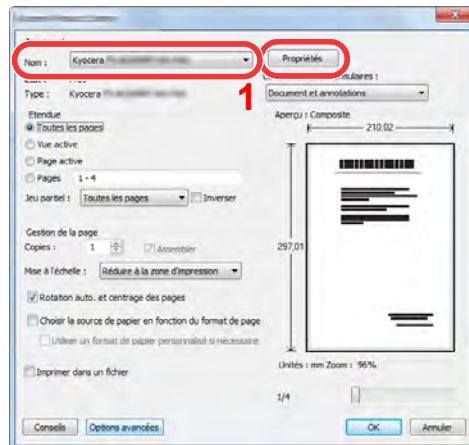 Nom : Kyocera
Propriétés
1
Type : Kyocera
Document et annotations
Etendue
Toutes les pages
Vue active
Page active
Pages 1 - 4
Jeu partiel : Toutes les pages Inverser
Gestion de la page
Copies : 1 Assembler
Mise à l'échelle : Réduire à la zone d'impression
Rotation auto. et centrage des pages
Choisir la source de papier en fonction du format de page
Utiliser un format de papier personnalisé si nécessaire
Imprimer dans un fichier
Aperçu : Composite
210,02
297,01
Unités : mm Zoom : 96%
1/4
Conseils Options avancées OK Annuler